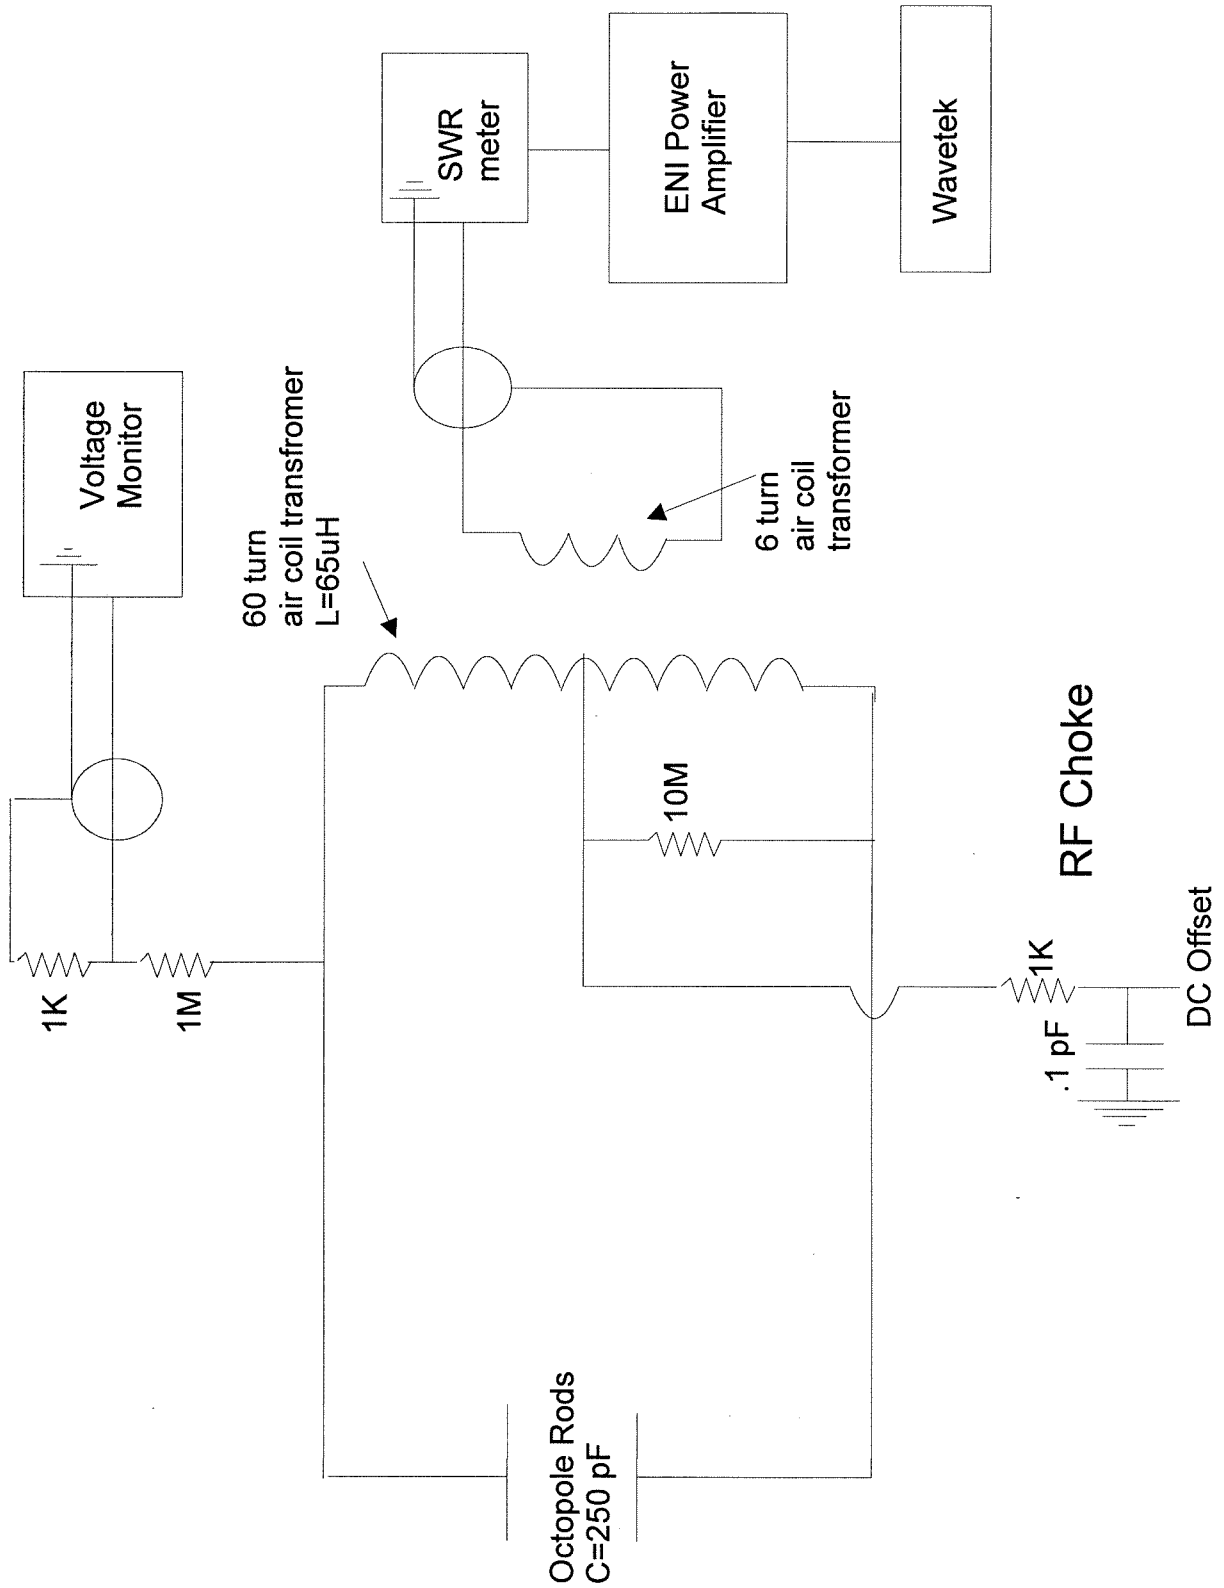 Voltage
Monitor
1K
1M
60 turn
air coil transfromer
L=65uH
SWR
meter
ENI Power
Amplifier
Wavetek
6 turn
air coil
transformer
10M
RF Choke
1K
.1 pF
DC Offset
Octopole Rods
C=250 pF